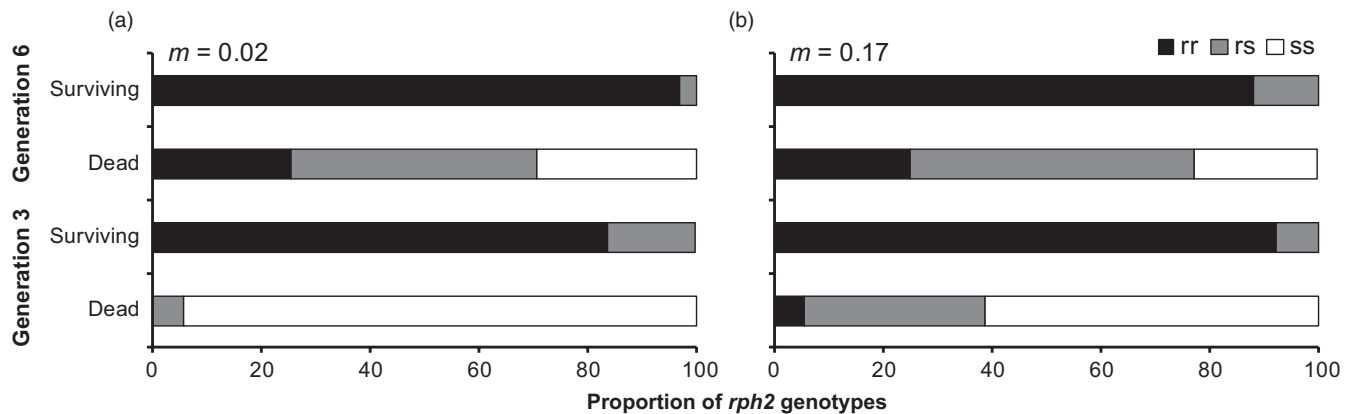 (a)
(b)
m = 0.02
m = 0.17
rr rs ss
Generation 6
Surviving
Dead
Generation 3
Surviving
Dead
0 20 40 60 80 100
0 20 40 60 80 100
Proportion of rph2 genotypes